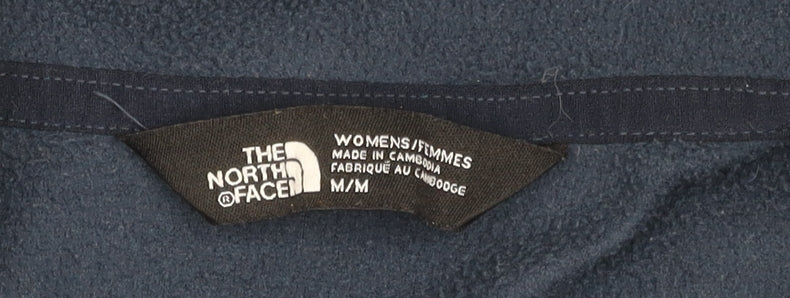 THE
NORTH
®FACE
WOMENS/FEMMES
MADE IN CAMBODIA
FABRIQUÉ AU CAMBODGE
M/M